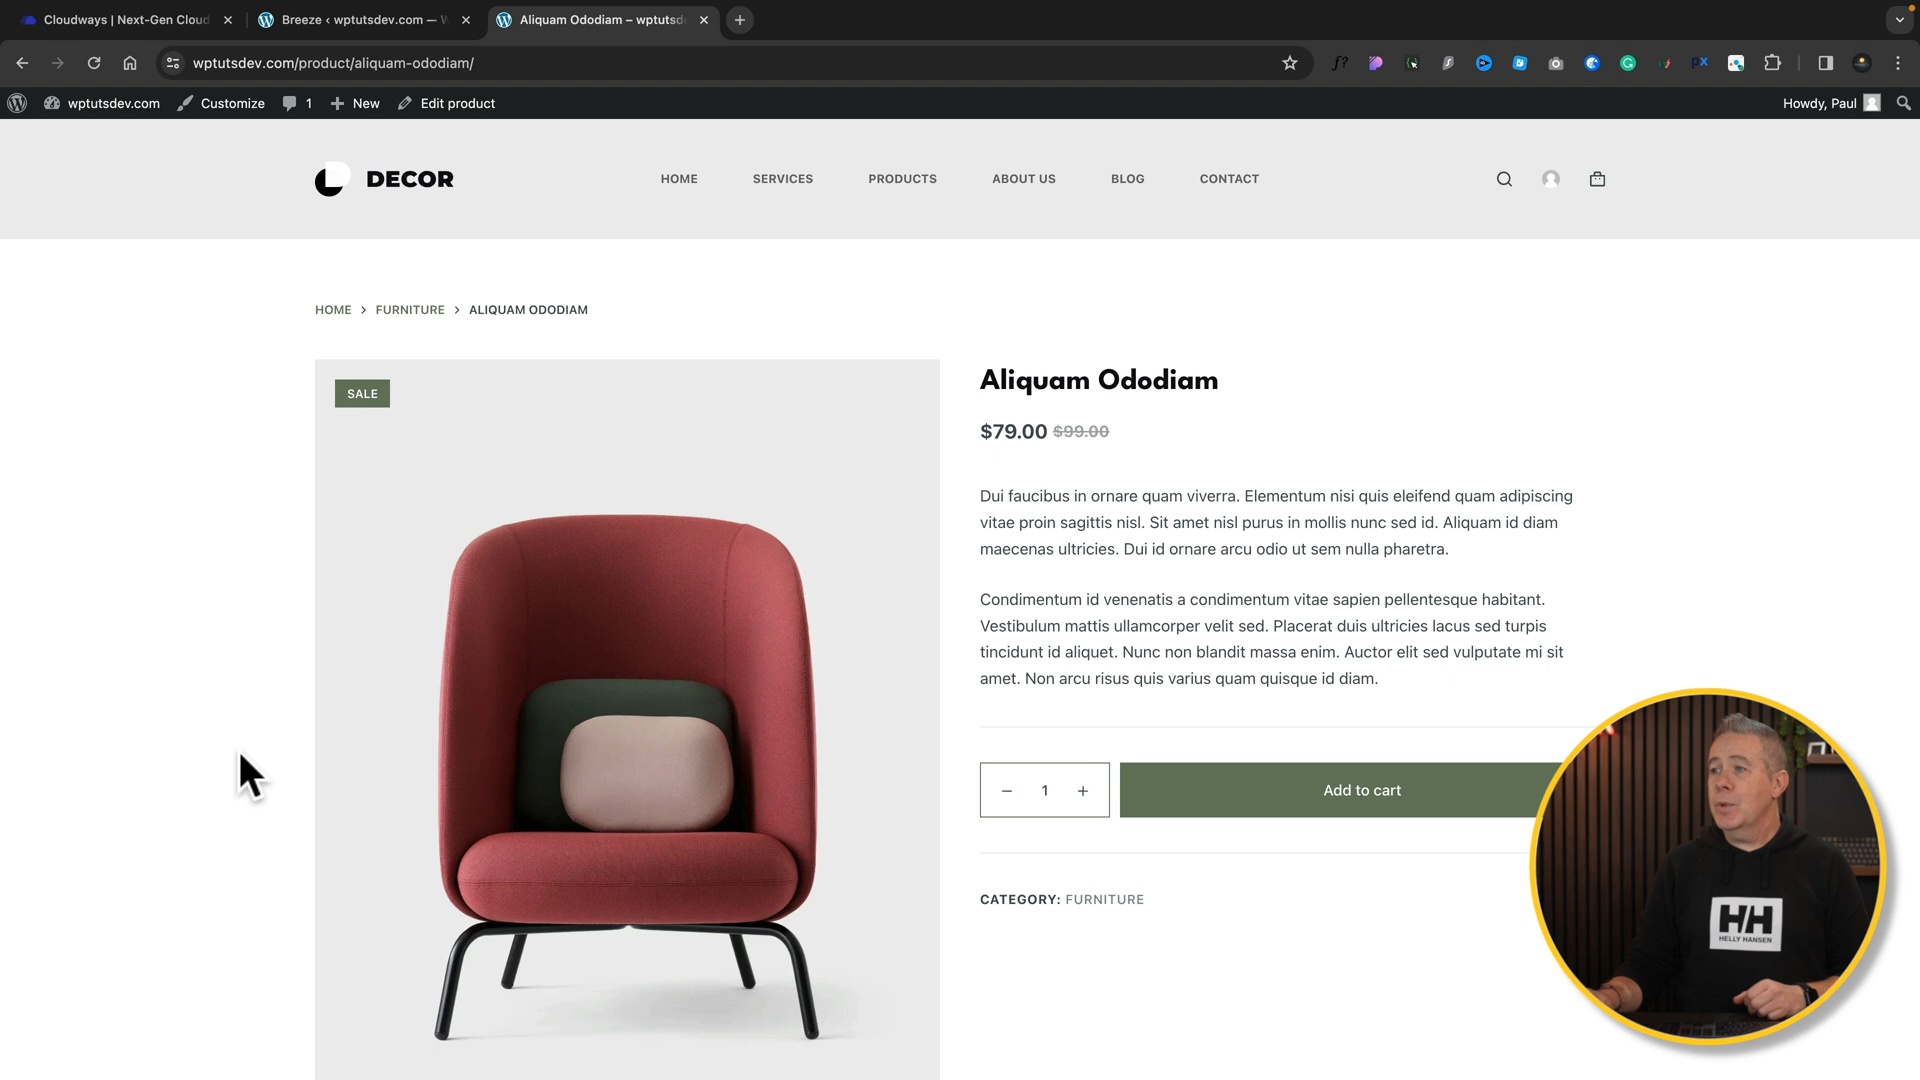 Cloudways | Next-Gen Cloud
Breeze ‹ wptutsdev.com — W
Aliquam Ododiam – wptutsd
wptutsdev.com/product/aliquam-ododiam/
wptutsdev.com
Customize
1
New
Edit product
Howdy, Paul
DECOR
HOME
SERVICES
PRODUCTS
ABOUT US
BLOG
CONTACT
HOME > FURNITURE > ALIQUAM ODODIAM
SALE
Aliquam Ododiam
$79.00 $99.00
Dui faucibus in ornare quam viverra. Elementum nisi quis eleifend quam adipiscing
vitae proin sagittis nisl. Sit amet nisl purus in mollis nunc sed id. Aliquam id diam
maecenas ultricies. Dui id ornare arcu odio ut sem nulla pharetra.
Condimentum id venenatis a condimentum vitae sapien pellentesque habitant.
Vestibulum mattis ullamcorper velit sed. Placerat duis ultricies lacus sed turpis
tincidunt id aliquet. Nunc non blandit massa enim. Auctor elit sed vulputate mi sit
amet. Non arcu risus quis varius quam quisque id diam.
− 1 +
Add to cart
CATEGORY: FURNITURE
HH
HELLY HANSEN